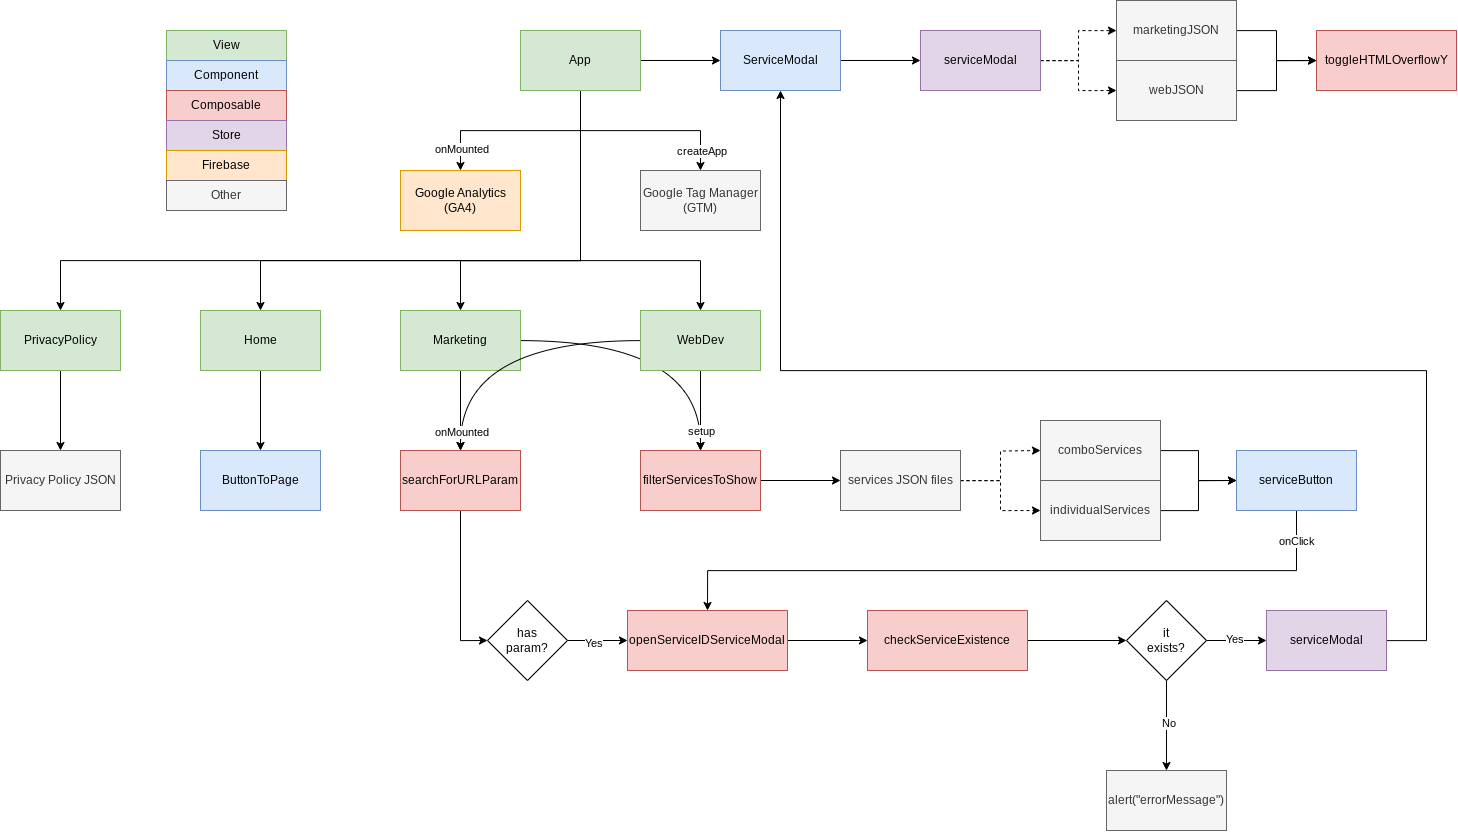 View
Component
Composable
Store
Firebase
Other
App
ServiceModal
serviceModal
marketingJSON
webJSON
toggleHTMLOverflowY
onMounted
createApp
Google Analytics
(GA4)
Google Tag Manager
(GTM)
PrivacyPolicy
Home
Marketing
WebDev
onMounted
setup
Privacy Policy JSON
ButtonToPage
searchForURLParam
filterServicesToShow
services JSON files
comboServices
individualServices
serviceButton
onClick
has
param?
Yes
openServiceIDServiceModal
checkServiceExistence
it
exists?
Yes
serviceModal
No
alert("errorMessage")